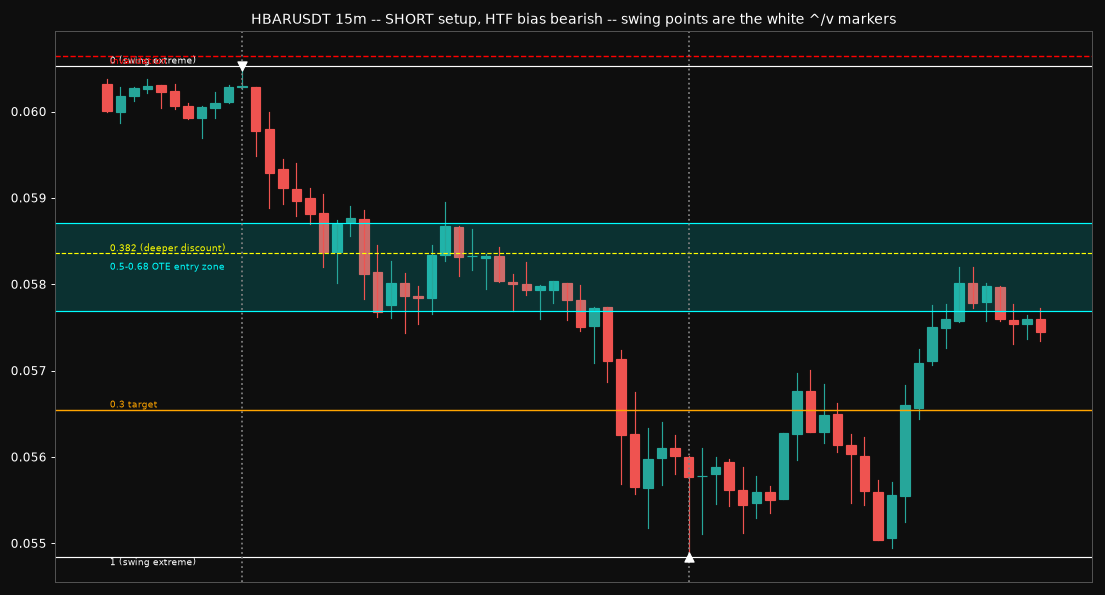 HBARUSDT 15m -- SHORT setup, HTF bias bearish -- swing points are the white ^/v markers
0 (swing extreme)
0.060
0.059
0.382 (deeper discount)
0.5-0.68 OTE entry zone
0.058
0.057
0.3 target
0.056
0.055
1 (swing extreme)